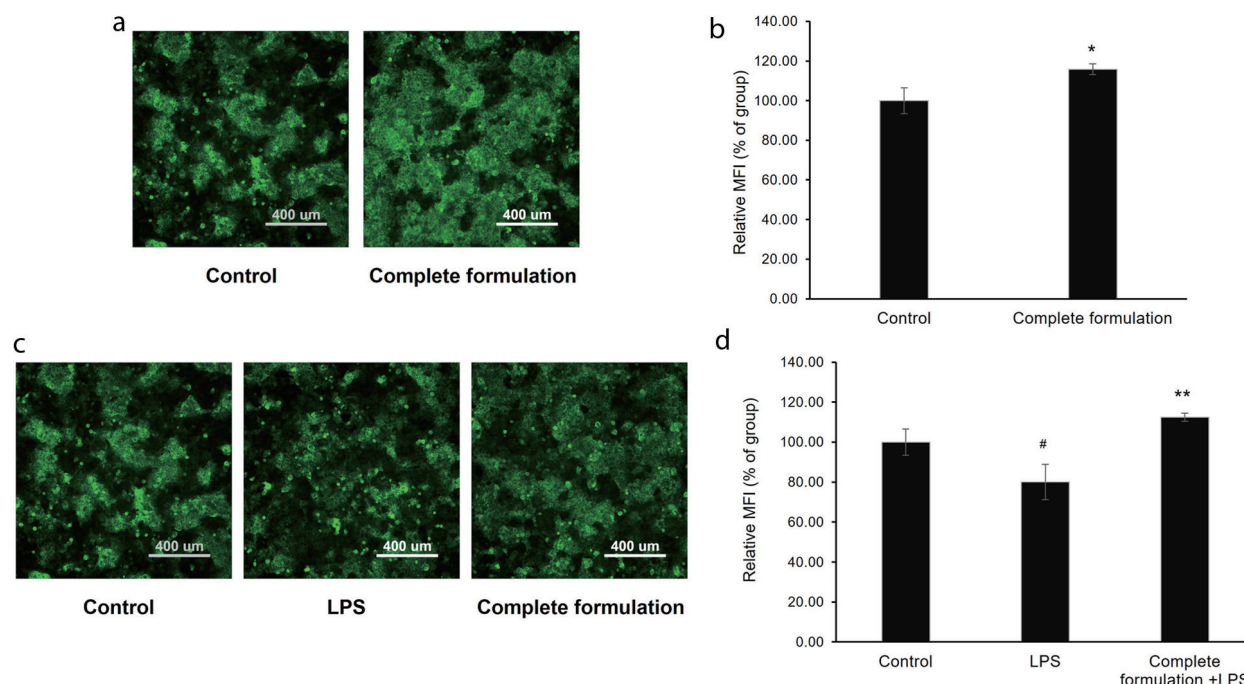 a
400 um
400 um
Control
Complete formulation
b
Relative MFI (% of group)
140.00
120.00
100.00
80.00
60.00
40.00
20.00
0.00
*
Control
Complete formulation
c
400 um
400 um
400 um
Control
LPS
Complete formulation
d
Relative MFI (% of group)
140.00
120.00
100.00
80.00
60.00
40.00
20.00
0.00
#
**
Control
LPS
Complete
formulation +LPS